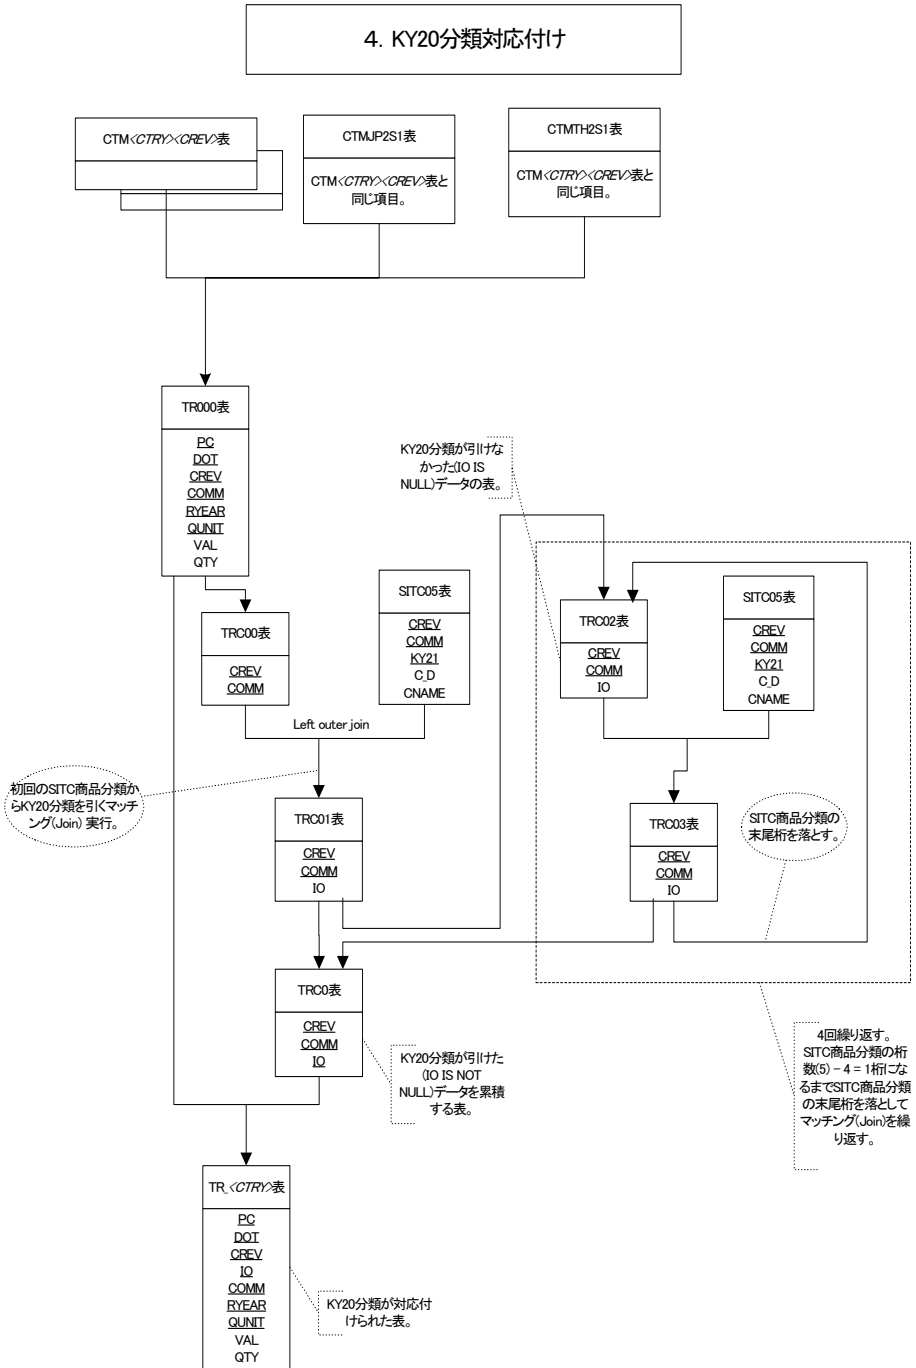 4．KY20分類対応付け
CTM<CTRY><CREV>表
CTMJP2S1表
CTM<CTRY><CREV>表と
同じ項目。
CTMTH2S1表
CTM<CTRY><CREV>表と
同じ項目。
TR000表
PC
DOT
CREV
COMM
RYEAR
QUNIT
VAL
QTY
KY20分類が引けな
かった(IO IS
NULL)データの表。
TRC00表
CREV
COMM
SITC05表
CREV
COMM
KY21
C_D
CNAME
TRC02表
CREV
COMM
IO
SITC05表
CREV
COMM
KY21
C_D
CNAME
Left outer join
初回のSITC商品分類か
らKY20分類を引くマッチ
ング(Join) 実行。
TRC01表
CREV
COMM
IO
TRC03表
CREV
COMM
IO
SITC商品分類の
末尾桁を落とす。
TRC0表
CREV
COMM
IO
KY20分類が引けた
(IO IS NOT
NULL)データを累積
する表。
4回繰り返す。
SITC商品分類の桁
数(5) - 4 = 1桁にな
るまでSITC商品分類
の末尾桁を落として
マッチング(Join)を繰
り返す。
TR_<CTRY>表
PC
DOT
CREV
IO
COMM
RYEAR
QUNIT
VAL
QTY
KY20分類が対応付
けられた表。